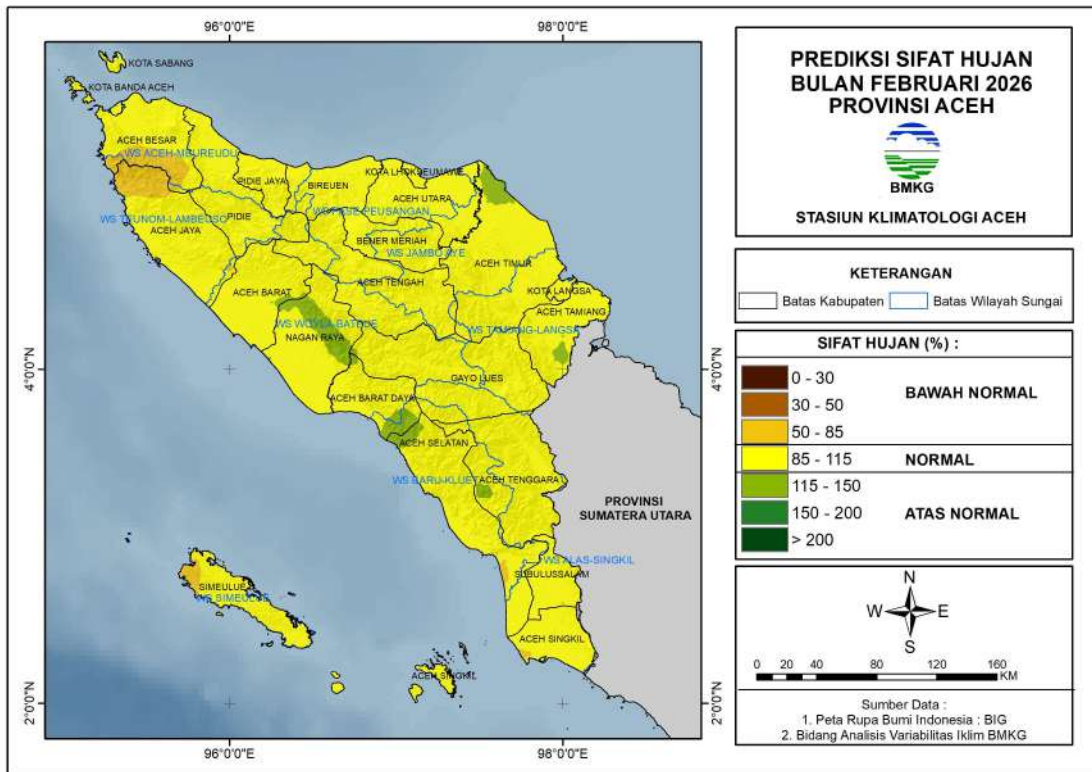 96°0'0"E
98°0'0"E
KOTA SABANG
KOTA BANDA ACEH
ACEH BESAR
WS ACEH-MEUREUDU
PIDIE JAYA
BIREUEN
KOTA LHOKDEUMAWE
ACEH UTARA
WS TEUNOM-LAMBEUSO
PIDIE
WS PASE-PEUSANGAN
ACEH JAYA
BENER MERIAH
WS JAMBO AYE
ACEH TIMUR
ACEH BARAT
ACEH TENGAH
KOTA LANGSA
ACEH TAMIANG
WS WOYLA-BATEUE
WS TAMIANG-LANGSA
NAGAN RAYA
GAYO LUES
ACEH BARAT DAYA
ACEH SELATAN
WS BARU-KLUET
ACEH TENGGARA
PROVINSI
SUMATERA UTARA
WS ALAS-SINGKIL
SUBULUSSALAM
SIMEULUE
WS SIMEULUE
ACEH SINGKIL
ACEH SINGKIL
4°0'0"N
4°0'0"N
2°0'0"N
2°0'0"N
96°0'0"E
98°0'0"E
PREDIKSI SIFAT HUJAN
BULAN FEBRUARI 2026
PROVINSI ACEH
BMKG
STASIUN KLIMATOLOGI ACEH
KETERANGAN
Batas Kabupaten
Batas Wilayah Sungai
SIFAT HUJAN (%) :
0 - 30
30 - 50
BAWAH NORMAL
50 - 85
85 - 115
NORMAL
115 - 150
150 - 200
ATAS NORMAL
> 200
N
W
E
S
0 20 40 80 120 160
KM
Sumber Data :
1. Peta Rupa Bumi Indonesia : BIG
2. Bidang Analisis Variabilitas Iklim BMKG